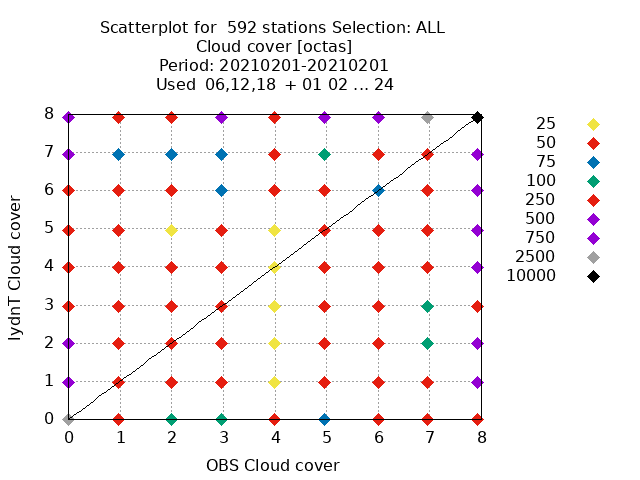 Scatterplot for  592 stations Selection: ALL
Cloud cover [octas]
Period: 20210201-20210201
Used  06,12,18  + 01 02 ... 24
8
7
6
5
4
3
2
1
0
IydnT Cloud cover
0 1 2 3 4 5 6 7 8
OBS Cloud cover
25
50
75
100
250
500
750
2500
10000